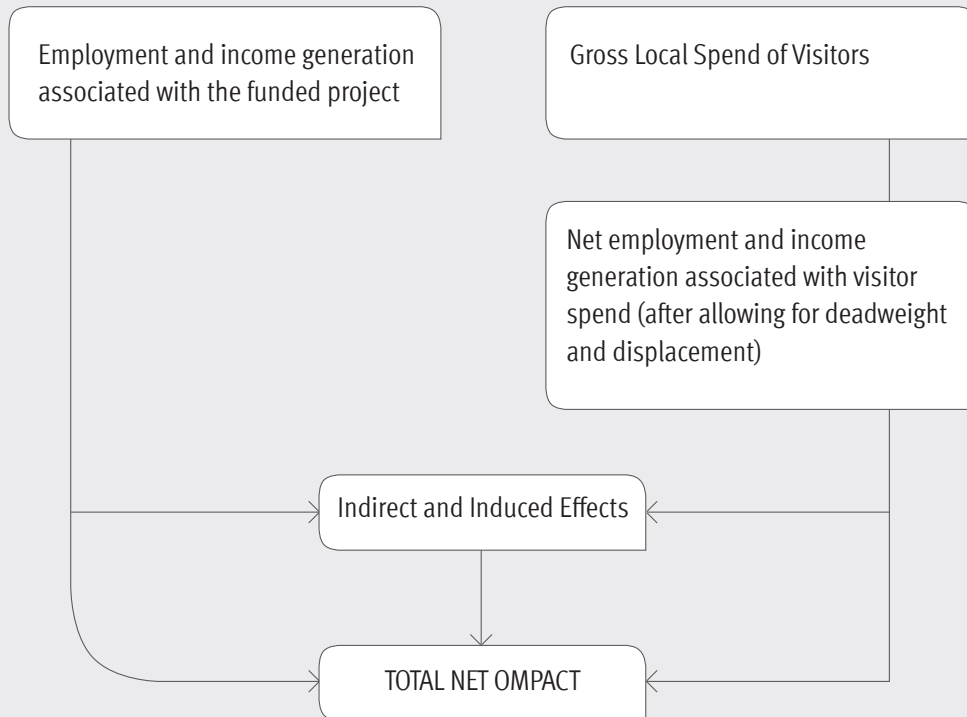 Employment and income generation
associated with the funded project
Gross Local Spend of Visitors
Net employment and income
generation associated with visitor
spend (after allowing for deadweight
and displacement)
Indirect and Induced Effects
TOTAL NET OMPACT